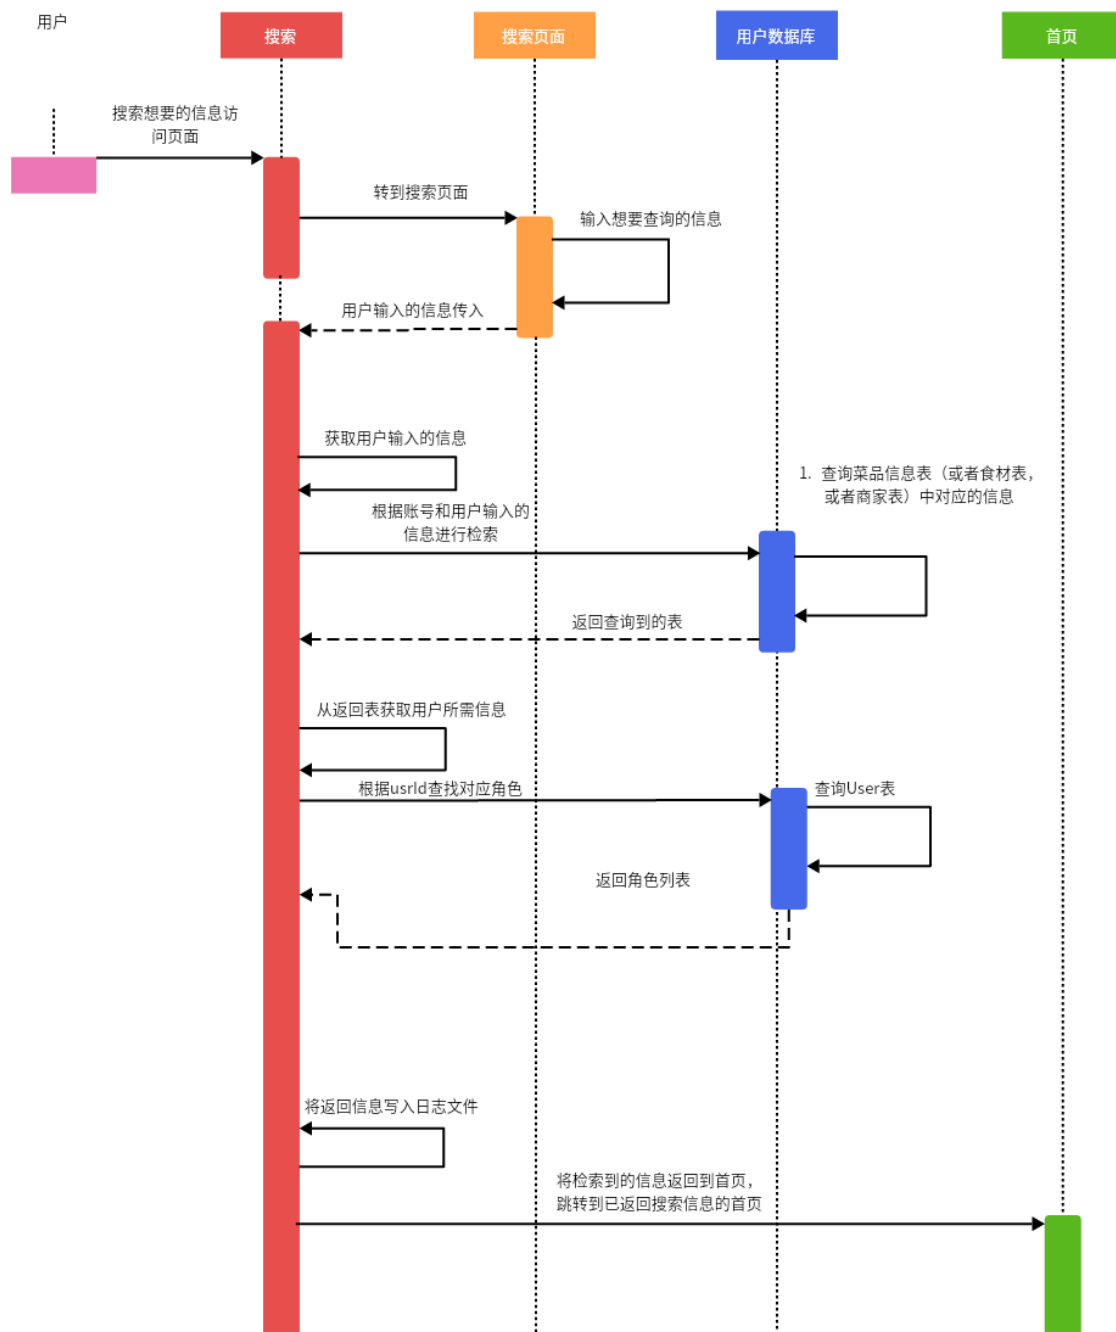 用户
搜索
搜索页面
用户数据库
首页
搜索想要的信息访
问页面
转到搜索页面
输入想要查询的信息
用户输入的信息传入
获取用户输入的信息
1. 查询菜品信息表（或者食材表，
或者商家表）中对应的信息
根据账号和用户输入的
信息进行检索
返回查询到的表
从返回表获取用户所需信息
根据usrId查找对应角色
查询User表
返回角色列表
将返回信息写入日志文件
将检索到的信息返回到首页，
跳转到已返回搜索信息的首页